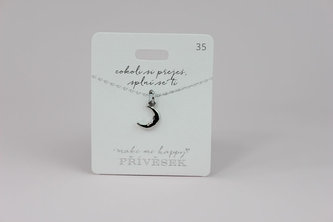 35
cokoli si přeješ,
splní se ti
make me happy
PŘÍVĚSEK